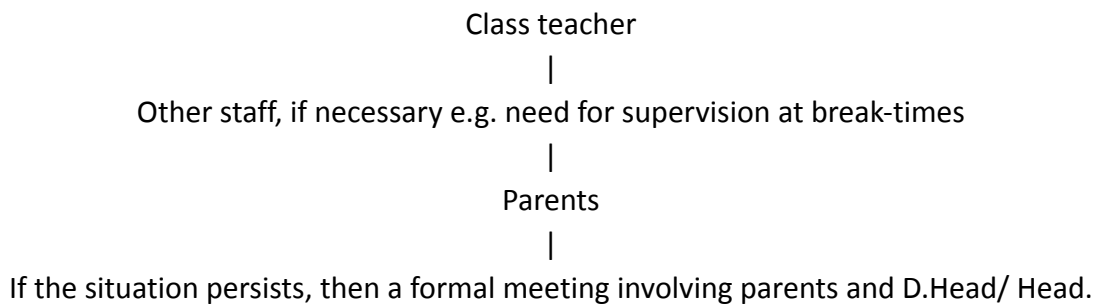 Class teacher
Other staff, if necessary e.g. need for supervision at break-times
Parents
If the situation persists, then a formal meeting involving parents and D.Head/ Head.